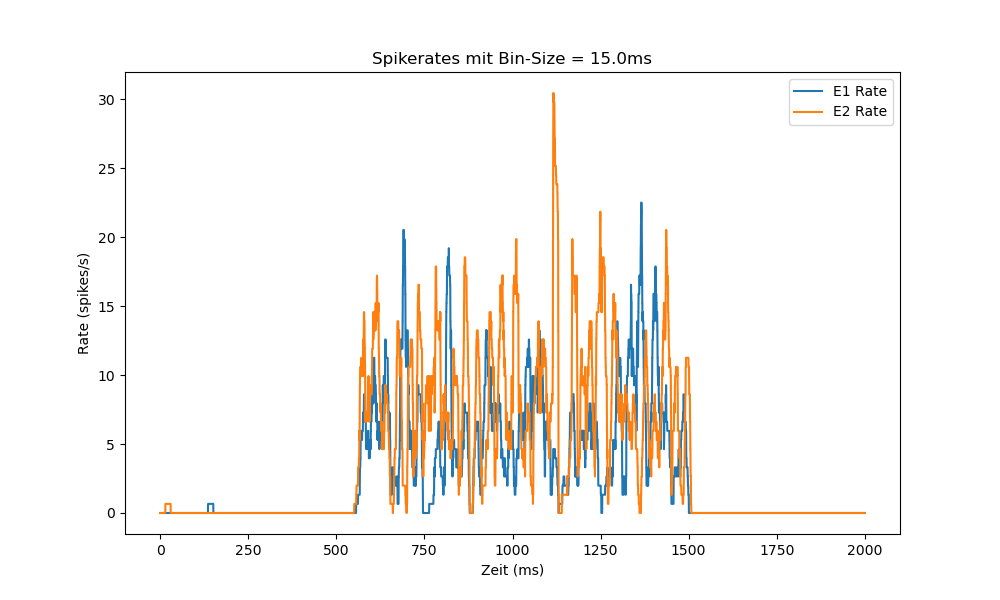 Spikerates mit Bin-Size = 15.0ms
E1 Rate
E2 Rate
Rate (spikes/s)
30
25
20
15
10
5
0
0 250 500 750 1000 1250 1500 1750 2000
Zeit (ms)